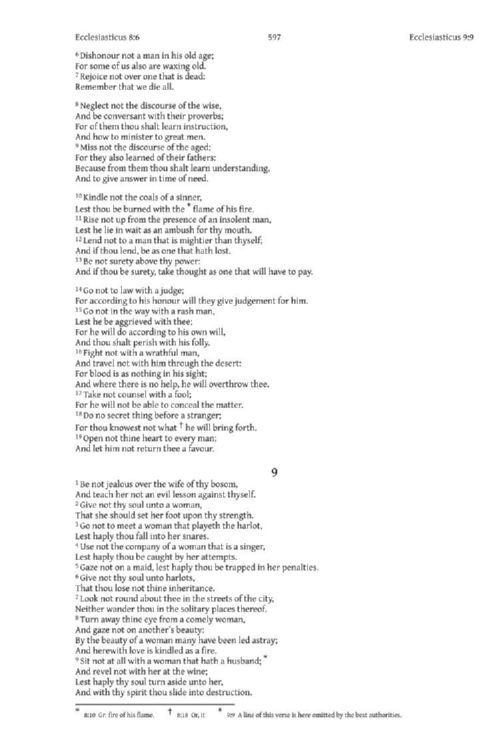 Ecclesiasticus 8:6 597 Ecclesiasticus 9:9
6 Dishonour not a man in his old age;
For some of us also are waxing old.
7 Rejoice not over one that is dead:
Remember that we die all.
8 Neglect not the discourse of the wise,
And be conversant with their proverbs;
For of them thou shalt learn instruction,
And how to minister to great men.
9 Miss not the discourse of the aged;
For they also learned of their fathers:
Because from them thou shalt learn understanding,
And to give answer in time of need.
10 Kindle not the coals of a sinner,
Lest thou be burned with the * flame of his fire.
11 Rise not up from the presence of an insolent man,
Lest he lie in wait as an ambush for thy mouth.
12 Lend not to a man that is mightier than thyself;
And if thou lend, be as one that hath lost.
13 Be not surety above thy power:
And if thou be surety, take thought as one that will have to pay.
14 Go not to law with a judge;
For according to his honour will they give judgement for him.
15 Go not in the way with a rash man,
Lest he be aggrieved with thee;
For he will do according to his own will,
And thou shalt perish with his folly.
16 Fight not with a wrathful man,
And travel not with him through the desert:
For blood is as nothing in his sight;
And where there is no help, he will overthrow thee.
17 Take not counsel with a fool;
For he will not be able to conceal the matter.
18 Do no secret thing before a stranger;
For thou knowest not what † he will bring forth.
19 Open not thine heart to every man;
And let him not return thee a favour.
9
1 Be not jealous over the wife of thy bosom,
And teach her not an evil lesson against thyself.
2 Give not thy soul unto a woman,
That she should set her foot upon thy strength.
3 Go not to meet a woman that playeth the harlot,
Lest haply thou fall into her snares.
4 Use not the company of a woman that is a singer,
Lest haply thou be caught by her attempts.
5 Gaze not on a maid, lest haply thou be trapped in her penalties.
6 Give not thy soul unto harlots,
That thou lose not thine inheritance.
7 Look not round about thee in the streets of the city,
Neither wander thou in the solitary places thereof.
8 Turn away thine eye from a comely woman,
And gaze not on another's beauty:
By the beauty of a woman many have been led astray;
And herewith love is kindled as a fire.
9 Sit not at all with a woman that hath a husband; *
And revel not with her at the wine;
Lest haply thy soul turn aside unto her,
And with thy spirit thou slide into destruction.
* 8:10 Gr. fire of his flame. † 8:18 Or, it * 9:9 A line of this verse is here omitted by the best authorities.